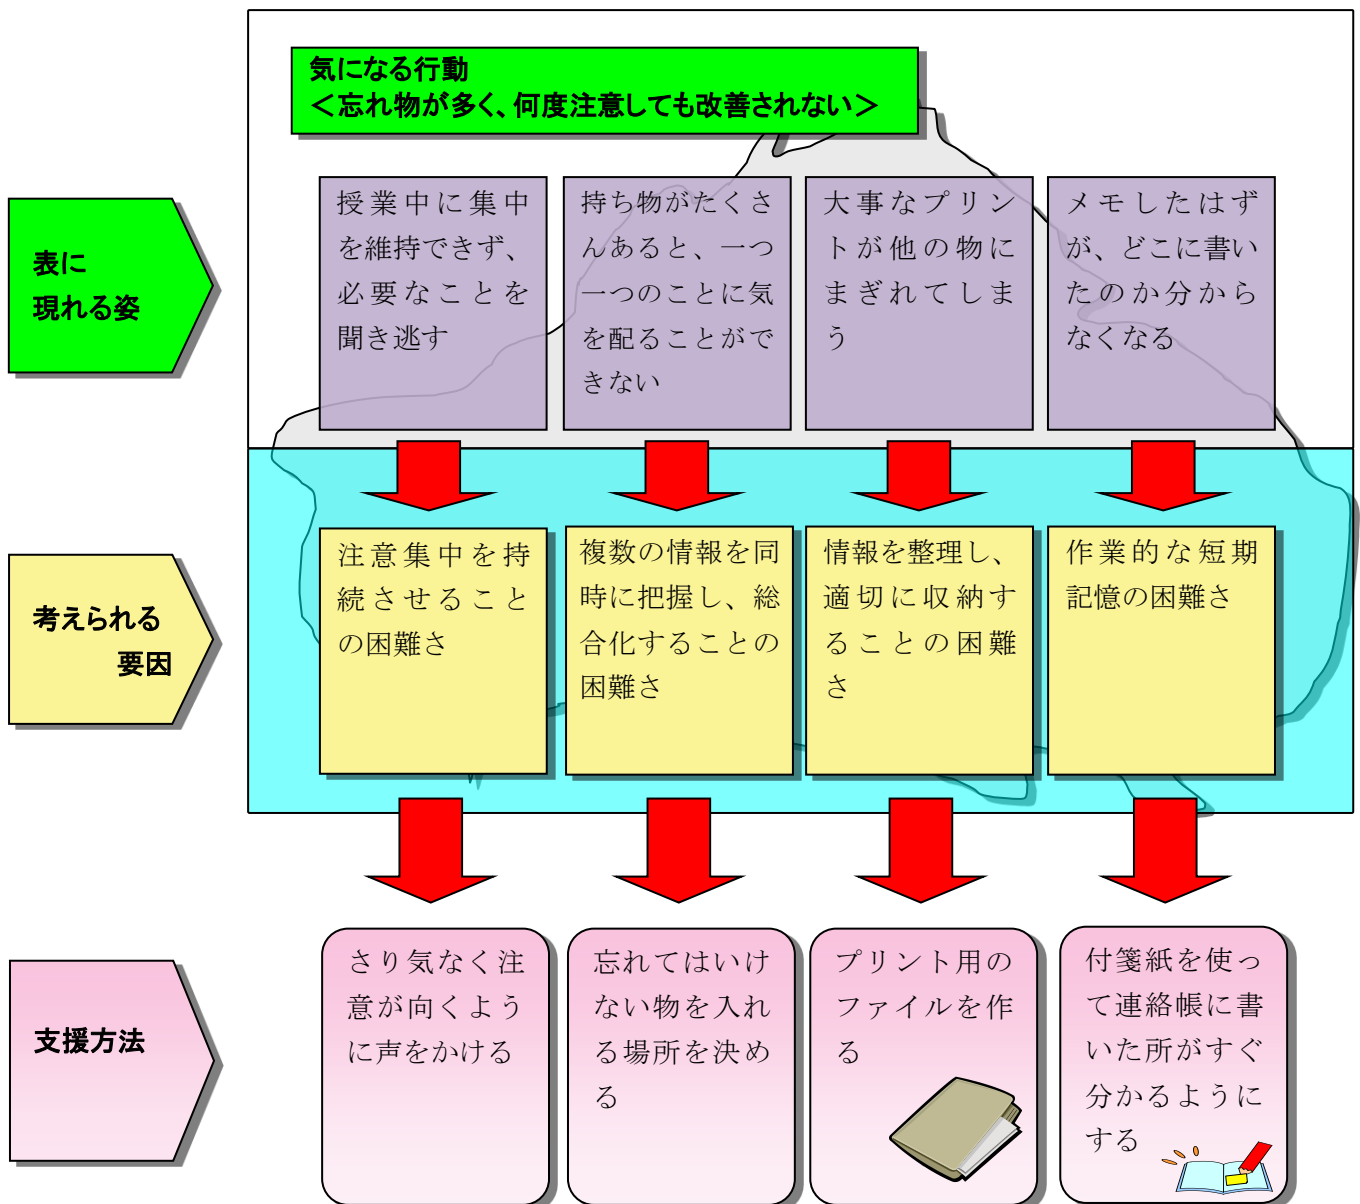 気になる行動
＜忘れ物が多く、何度注意しても改善されない＞
表に
現れる姿
授業中に集中
を維持できず、
必要なことを
聞き逃す
持ち物がたくさ
んあると、一つ
一つのことに気
を配ることがで
きない
大事なプリン
トが他の物に
まぎれてしま
う
メモしたはず
が、どこに書い
たのか分から
なくなる
考えられる
要因
注意集中を持
続させること
の困難さ
複数の情報を同
時に把握し、総
合化することの
困難さ
情報を整理し、
適切に収納す
ることの困難
さ
作業的な短期
記憶の困難さ
支援方法
さり気なく注
意が向くよう
に声をかける
忘れてはいけ
ない物を入れ
る場所を決め
る
プリント用の
ファイルを作
る
付箋紙を使っ
て連絡帳に書
いた所がすぐ
分かるように
する